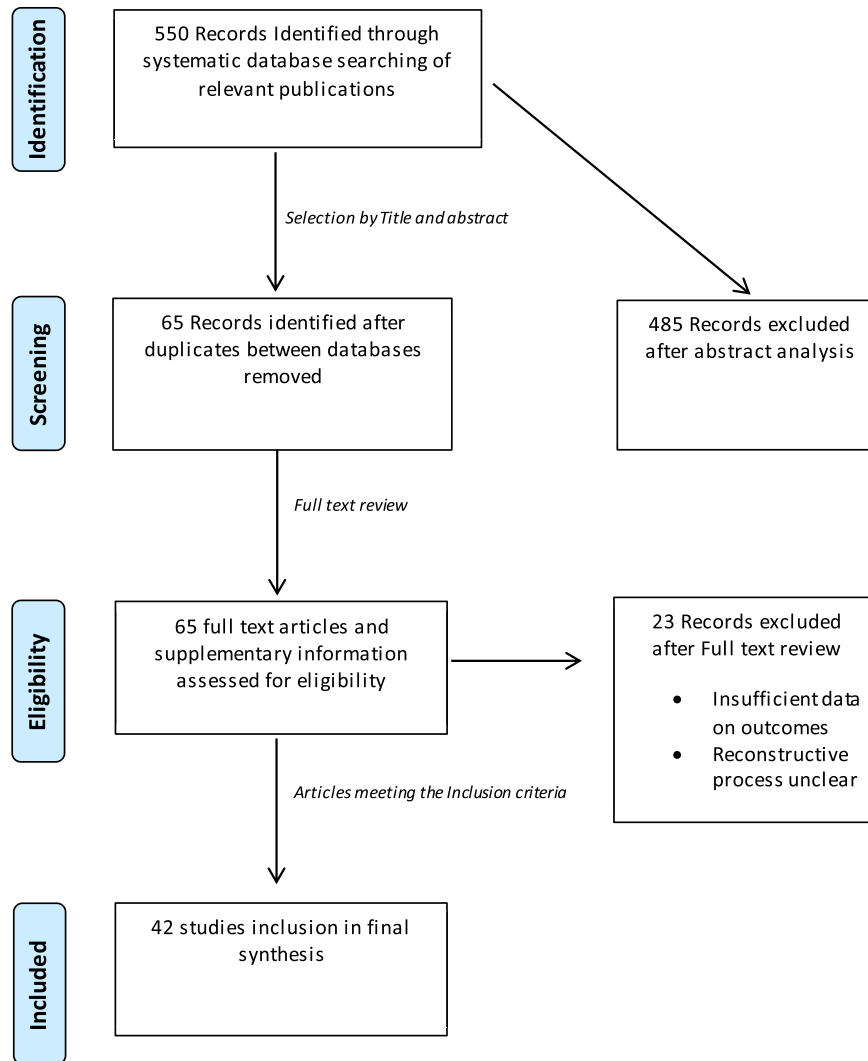 Identification
550 Records Identified through
systematic database searching of
relevant publications
Selection by Title and abstract
Screening
65 Records identified after
duplicates between databases
removed
485 Records excluded
after abstract analysis
Full text review
Eligibility
65 full text articles and
supplementary information
assessed for eligibility
23 Records excluded
after Full text review
• Insufficient data
on outcomes
• Reconstructive
process unclear
Articles meeting the Inclusion criteria
Included
42 studies inclusion in final
synthesis